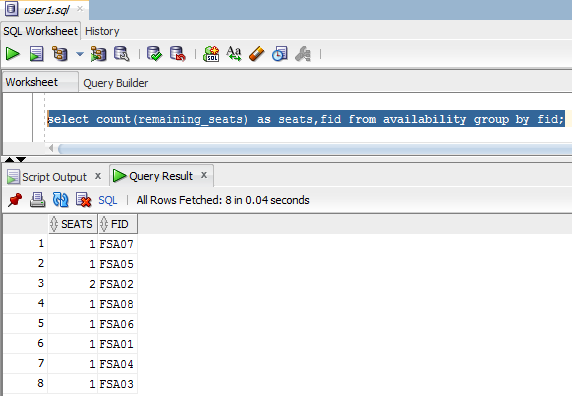 user1.sql ×
SQL Worksheet History
SQL Aa
Worksheet Query Builder
select count(remaining_seats) as seats,fid from availability group by fid;
Script Output x Query Result x
SQL | All Rows Fetched: 8 in 0.04 seconds
SEATS FID
1 1 FSA07
2 1 FSA05
3 2 FSA02
4 1 FSA08
5 1 FSA06
6 1 FSA01
7 1 FSA04
8 1 FSA03